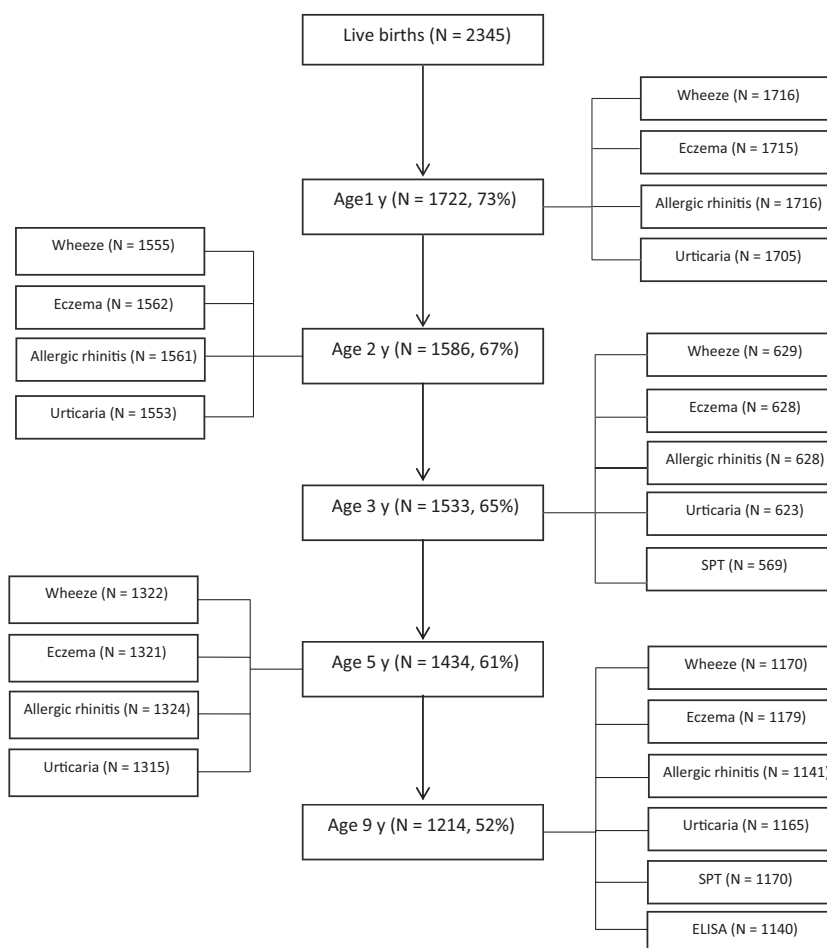 Live births (N = 2345)
Wheeze (N = 1716)
Eczema (N = 1715)
Age1 y (N = 1722, 73%)
Allergic rhinitis (N = 1716)
Urticaria (N = 1705)
Wheeze (N = 1555)
Eczema (N = 1562)
Age 2 y (N = 1586, 67%)
Allergic rhinitis (N = 1561)
Urticaria (N = 1553)
Wheeze (N = 629)
Eczema (N = 628)
Allergic rhinitis (N = 628)
Age 3 y (N = 1533, 65%)
Urticaria (N = 623)
SPT (N = 569)
Wheeze (N = 1322)
Eczema (N = 1321)
Age 5 y (N = 1434, 61%)
Allergic rhinitis (N = 1324)
Urticaria (N = 1315)
Wheeze (N = 1170)
Eczema (N = 1179)
Allergic rhinitis (N = 1141)
Age 9 y (N = 1214, 52%)
Urticaria (N = 1165)
SPT (N = 1170)
ELISA (N = 1140)